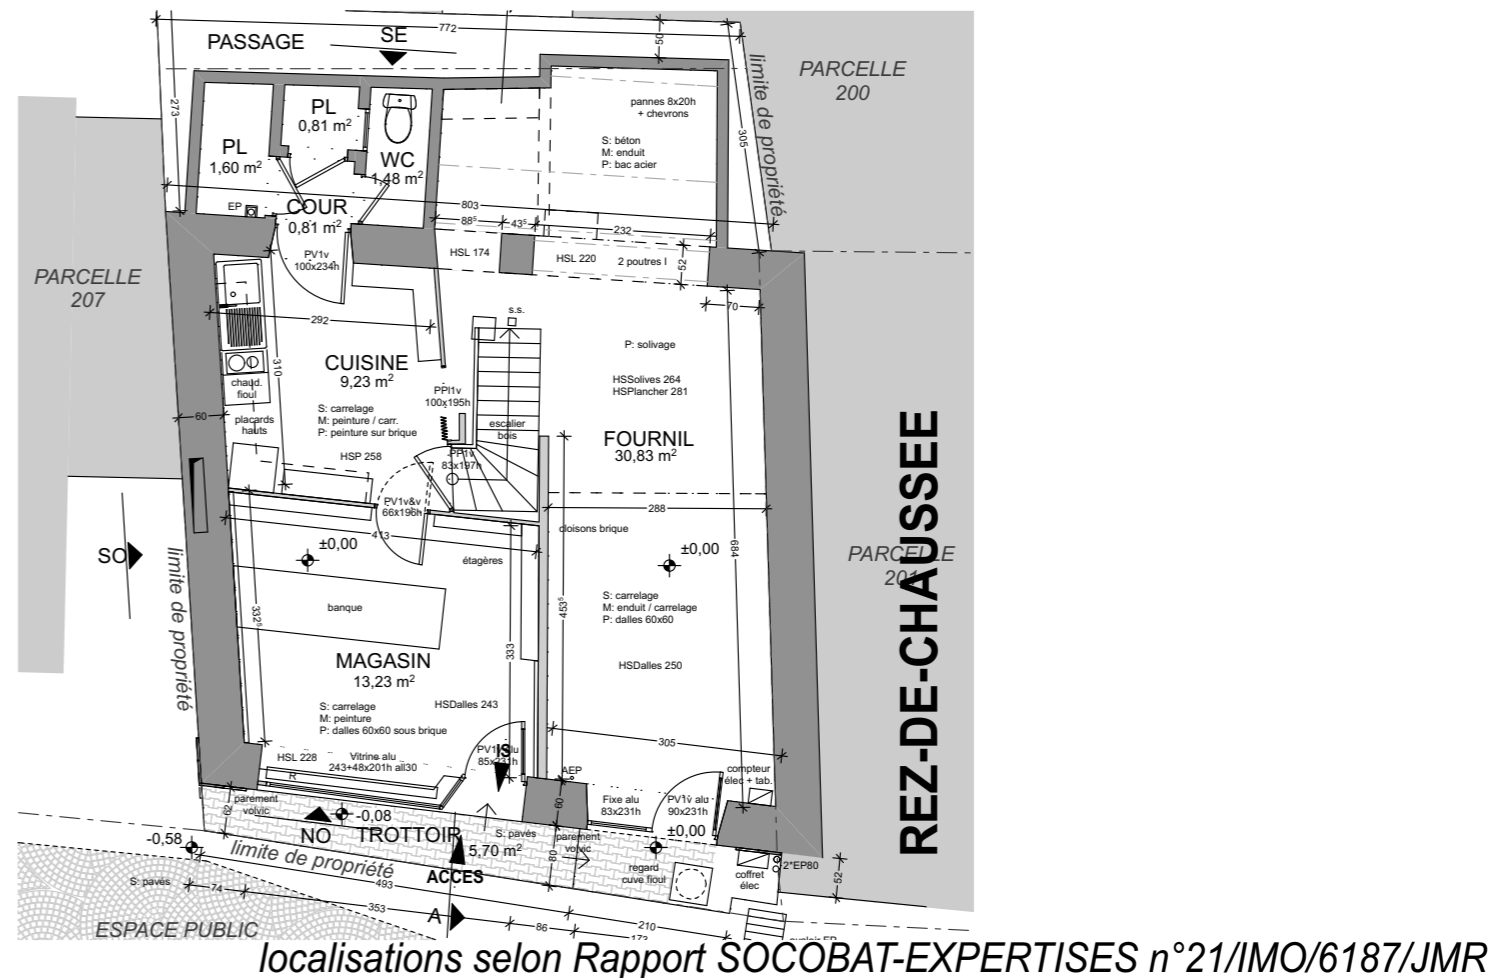 772
PASSAGE
SE
50
limite de propriété
PARCELLE
200
273
PL
0,81 m²
pannes 8x20h
+ chevrons
305
PL
1,60 m²
WC
1,48 m²
S: béton
M: enduit
P: bac acier
EP
COUR
0,81 m²
803
88⁵
43⁵
232
PV1v
100x234h
HSL 174
HSL 220
2 poutres I
52
PARCELLE
207
292
s.s.
70
P: solivage
310
CUISINE
9,23 m²
chaud.
fioul
HSSolives 264
HSPlancher 281
PPI1v
100x195h
60
placards
hauts
S: carrelage
M: peinture / carr.
P: peinture sur brique
escalier
bois
FOURNIL
30,83 m²
HSP 258
PP1v
83x197h
REZ-DE-CHAUSSEE
PV1v&v
66x196h
288
cloisons brique
413
±0,00
étagères
±0,00
684
PARCELLE
201
SO
limite de propriété
banque
332⁵
453⁵
S: carrelage
M: enduit / carrelage
P: dalles 60x60
333
MAGASIN
13,23 m²
HSDalles 250
S: carrelage
M: peinture
P: dalles 60x60 sous brique
HSDalles 243
305
HSL 228
Vitrine alu
243+48x201h all30
R
PV1v alu
85x231h
IS
AEP
compteur
élec + tab.
parement
volvic
62
60
Fixe alu
83x231h
PV1v alu
90x231h
-0,08
NO
TROTTOIR
±0,00
-0,58
S: pavés
5,70 m²
parement
volvic
80
limite de propriété
regard
cuve fioul
2*EP80
coffret
élec
52
ACCES
S: pavés
74
493
353
A
86
210
173
ESPACE PUBLIC
localisations selon Rapport SOCOBAT-EXPERTISES n°21/IMO/6187/JMR